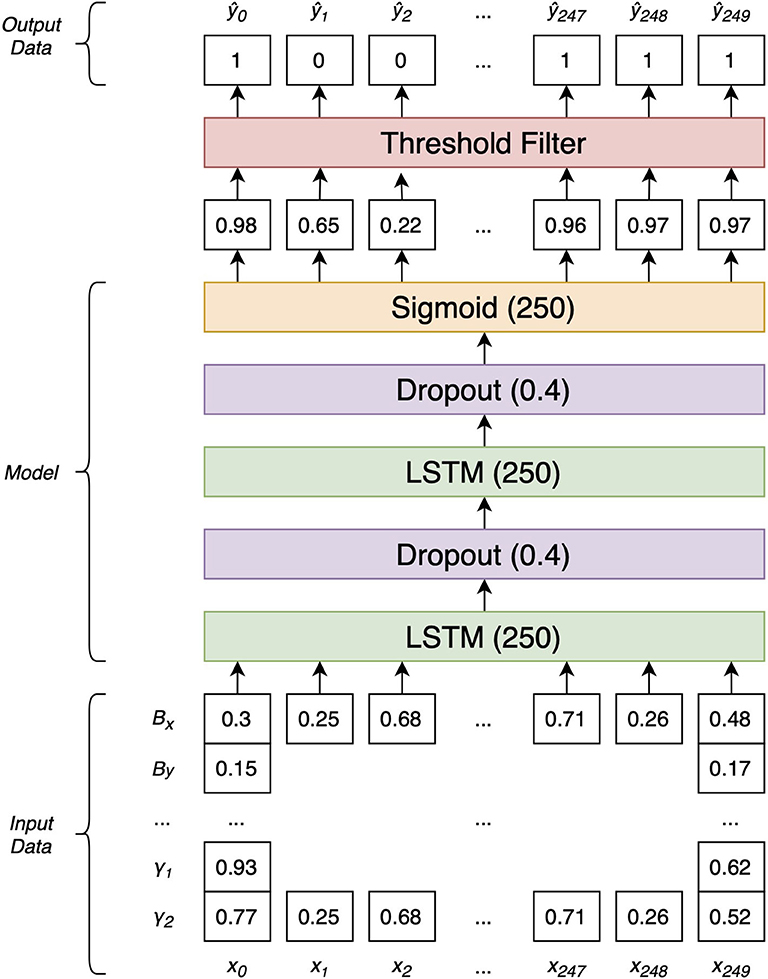 Output Data ŷ0 ŷ1 ŷ2 ... ŷ247 ŷ248 ŷ249
1 0 0 ... 1 1 1
Threshold Filter
0.98 0.65 0.22 ... 0.96 0.97 0.97
Model
Sigmoid (250)
Dropout (0.4)
LSTM (250)
Dropout (0.4)
LSTM (250)
Input Data
Bx 0.3 0.25 0.68 ... 0.71 0.26 0.48
By 0.15 0.17
... ... ... ...
γ1 0.93 0.62
γ2 0.77 0.25 0.68 ... 0.71 0.26 0.52
x0 x1 x2 ... x247 x248 x249